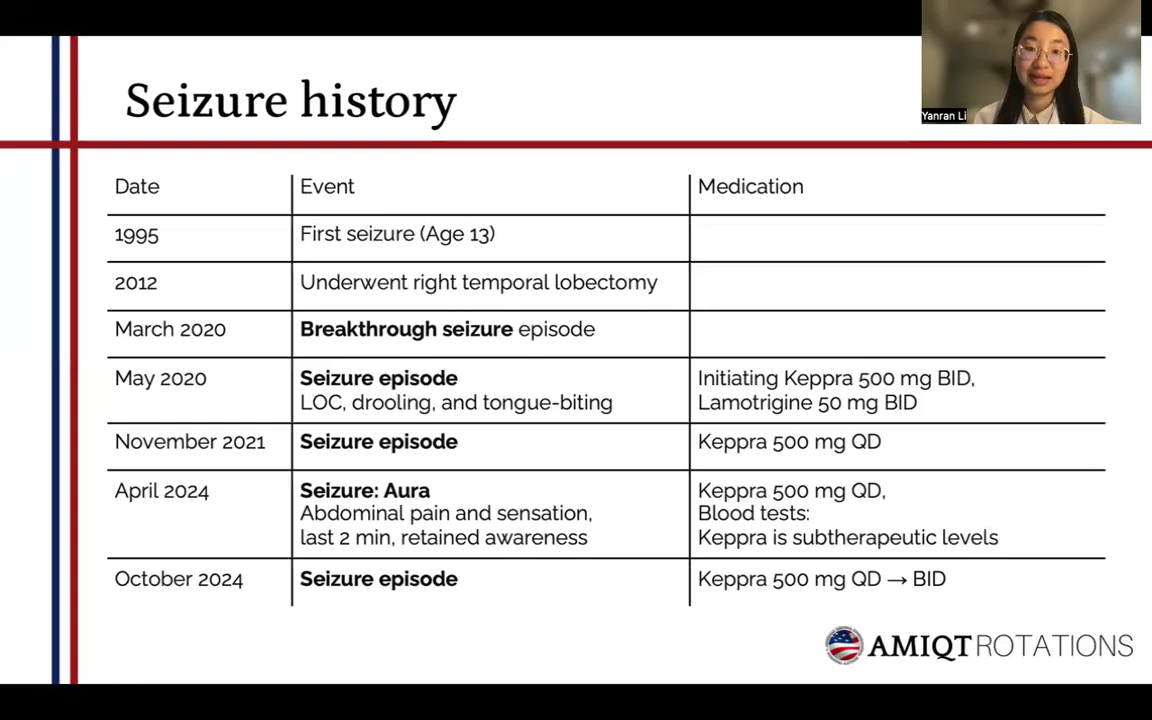 Seizure history
Yanran Li
Date Event Medication
1995 First seizure (Age 13)
2012 Underwent right temporal lobectomy
March 2020 Breakthrough seizure episode
May 2020 Seizure episode Initiating Keppra 500 mg BID,
LOC, drooling, and tongue-biting Lamotrigine 50 mg BID
November 2021 Seizure episode Keppra 500 mg QD
April 2024 Seizure: Aura Keppra 500 mg QD,
Abdominal pain and sensation, Blood tests:
last 2 min, retained awareness Keppra is subtherapeutic levels
October 2024 Seizure episode Keppra 500 mg QD → BID
AMIQT ROTATIONS